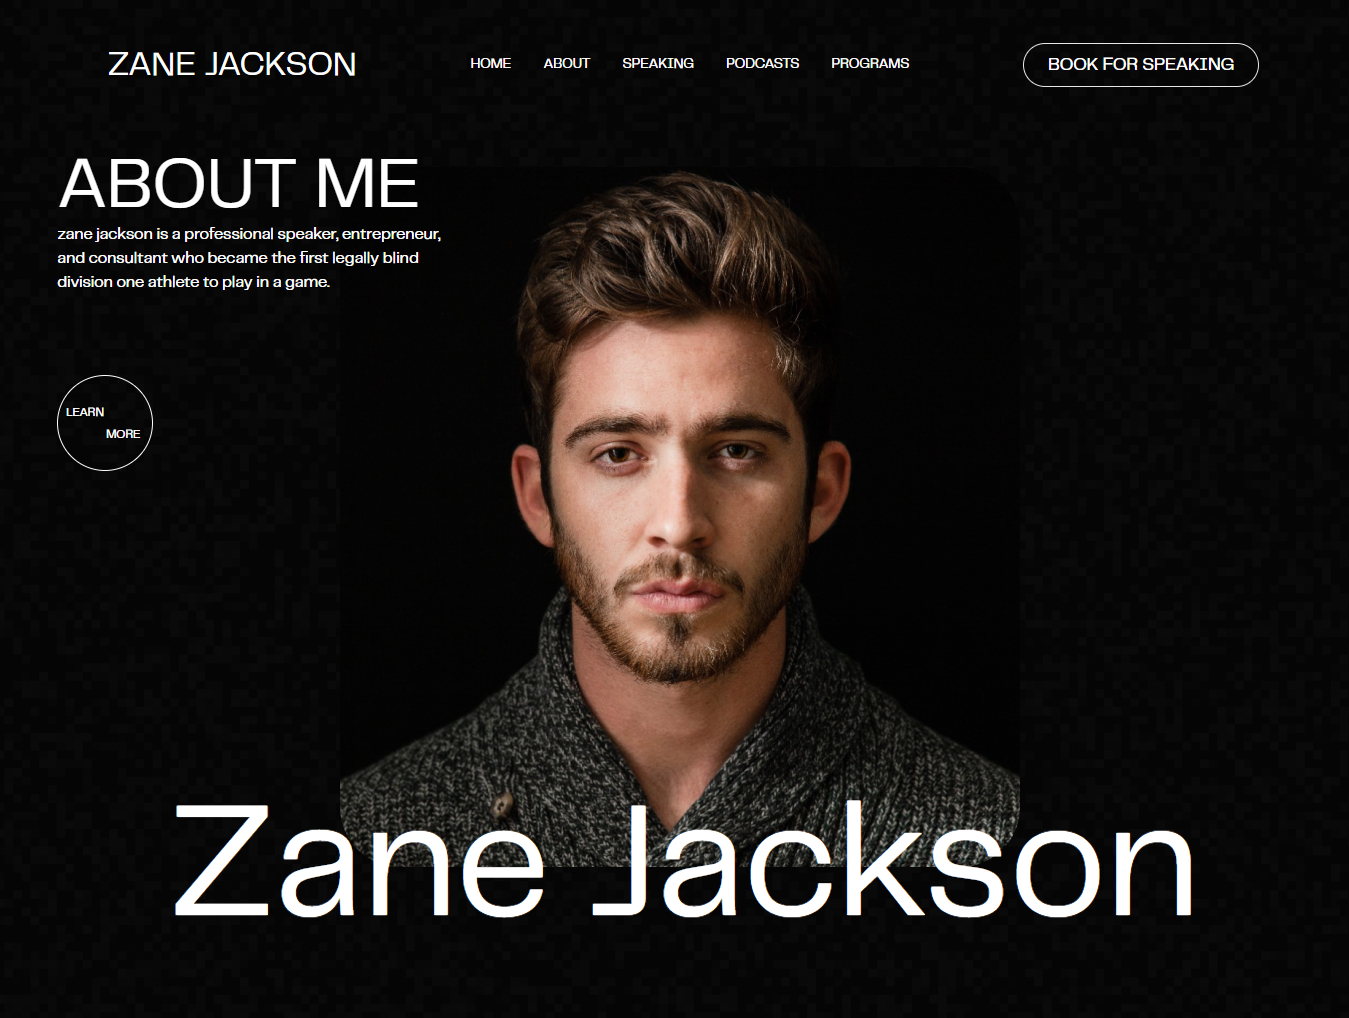 ZANE JACKSON
HOME ABOUT SPEAKING PODCASTS PROGRAMS
BOOK FOR SPEAKING
ABOUT ME
zane jackson is a professional speaker, entrepreneur,
and consultant who became the first legally blind
division one athlete to play in a game.
LEARN
MORE
Zane Jackson